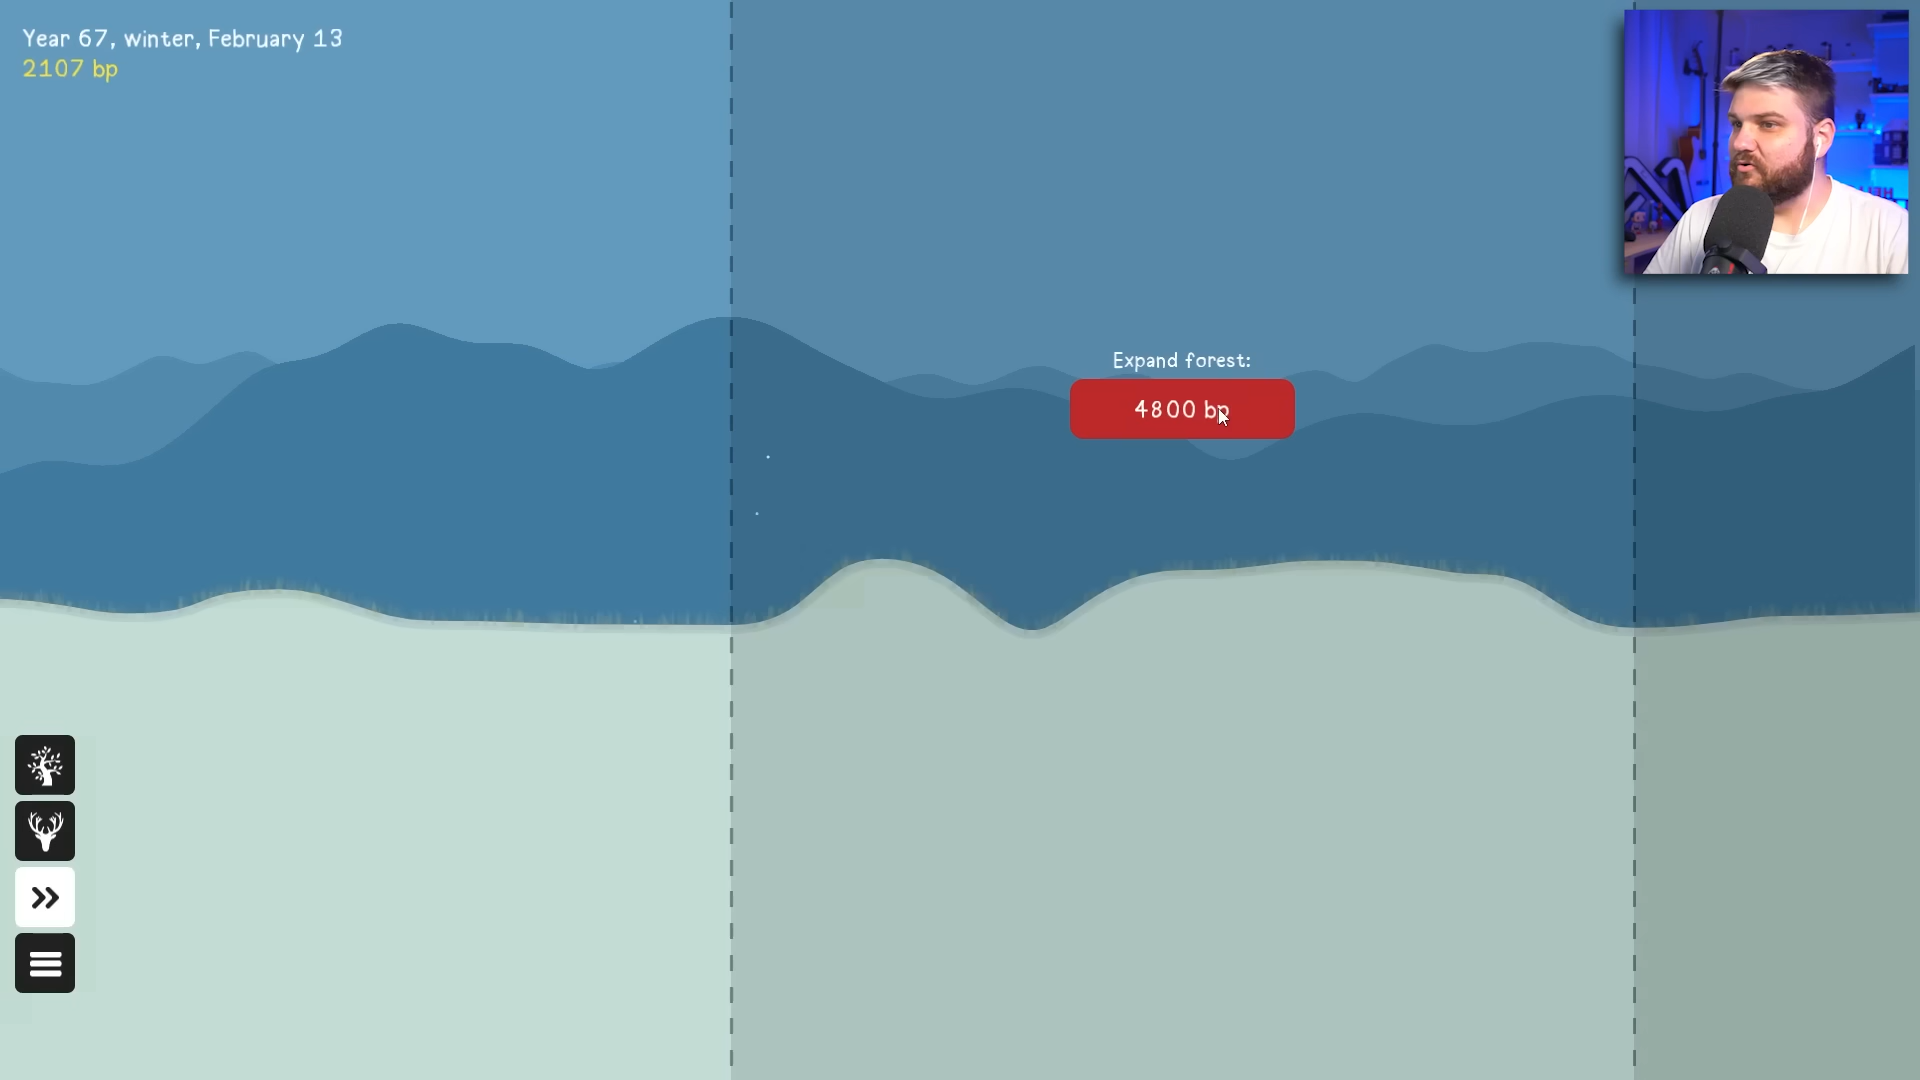 Year 67, winter, February 13
2107 bp
Expand forest:
4800 bp